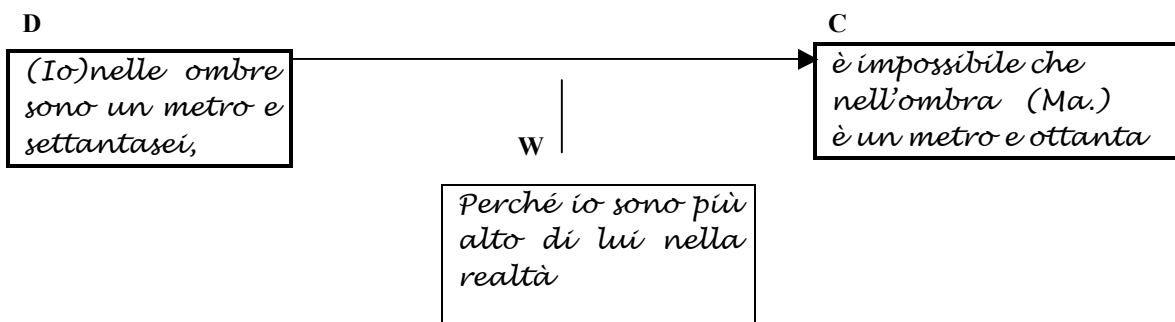 D
C
(Io)nelle ombre
sono un metro e
settantasei,
è impossibile che
nell'ombra (Ma.)
è un metro e ottanta
W
Perché io sono più
alto di lui nella
realtà